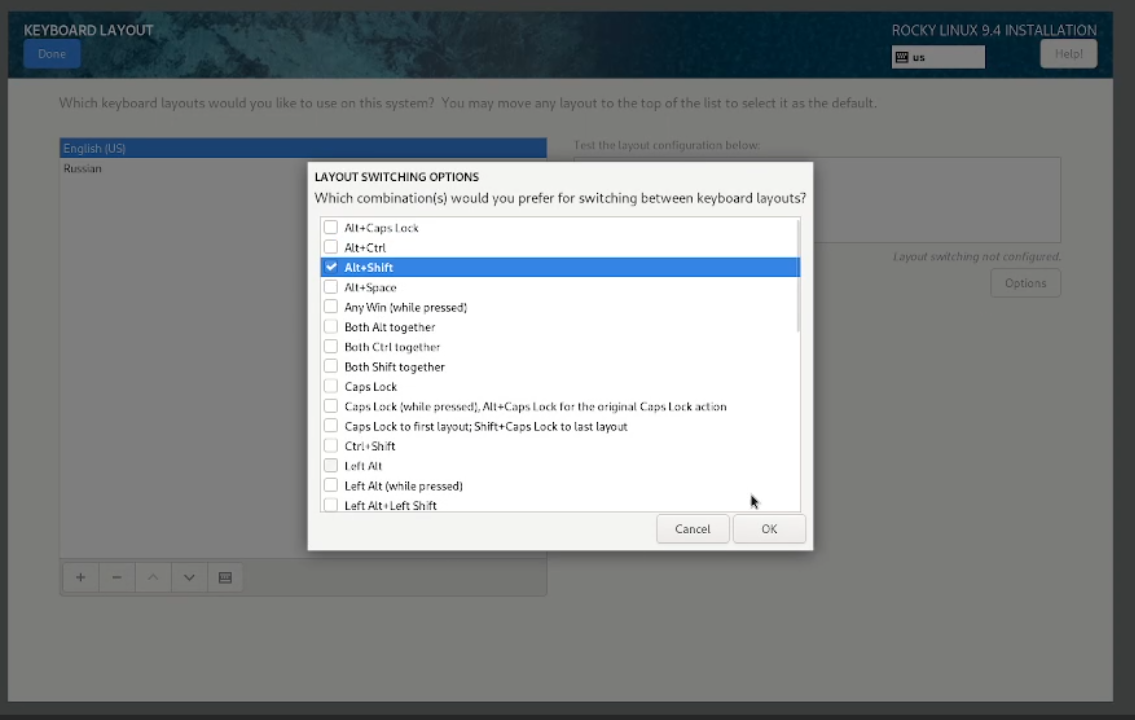 KEYBOARD LAYOUT
ROCKY LINUX 9.4 INSTALLATION
Done
us
Help!
Which keyboard layouts would you like to use on this system? You may move any layout to the top of the list to select it as the default.
English (US)
Russian
Test the layout configuration below:
LAYOUT SWITCHING OPTIONS
Which combination(s) would you prefer for switching between keyboard layouts?
Alt+Caps Lock
Alt+Ctrl
Alt+Shift
Alt+Space
Any Win (while pressed)
Both Alt together
Both Ctrl together
Both Shift together
Caps Lock
Caps Lock (while pressed), Alt+Caps Lock for the original Caps Lock action
Caps Lock to first layout; Shift+Caps Lock to last layout
Ctrl+Shift
Left Alt
Left Alt (while pressed)
Left Alt+Left Shift
Cancel
OK
Layout switching not configured.
Options